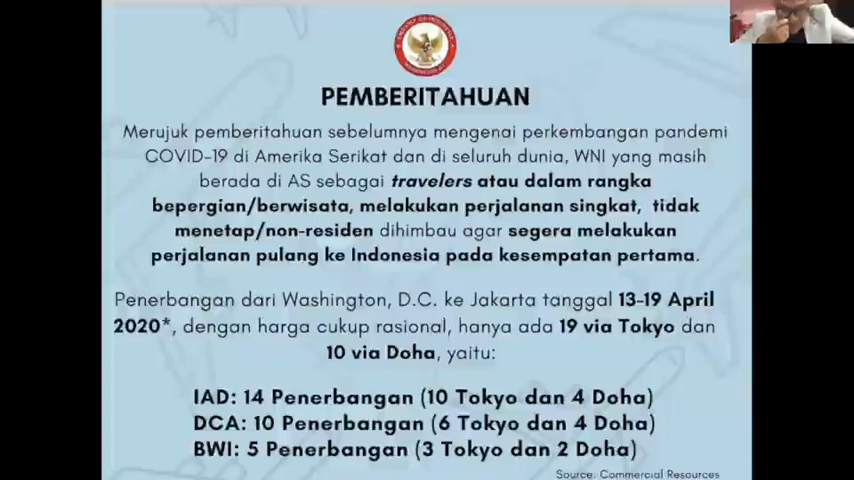 PEMBERITAHUAN
Merujuk pemberitahuan sebelumnya mengenai perkembangan pandemi
COVID-19 di Amerika Serikat dan di seluruh dunia, WNI yang masih
berada di AS sebagai travelers atau dalam rangka
bepergian/berwisata, melakukan perjalanan singkat, tidak
menetap/non-residen dihimbau agar segera melakukan
perjalanan pulang ke Indonesia pada kesempatan pertama.
Penerbangan dari Washington, D.C. ke Jakarta tanggal 13-19 April
2020*, dengan harga cukup rasional, hanya ada 19 via Tokyo dan
10 via Doha, yaitu:
IAD: 14 Penerbangan (10 Tokyo dan 4 Doha)
DCA: 10 Penerbangan (6 Tokyo dan 4 Doha)
BWI: 5 Penerbangan (3 Tokyo dan 2 Doha)
Source: Commercial Resources